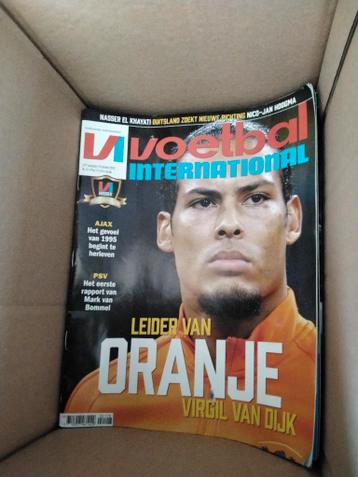 NASSER EL KHAYATI DUITSLAND ZOEKT NIEUWE RICHTING NICO-JAN HOOGMA
VI voetbal
INTERNATIONAL
AJAX
Het gevoel
van 1995
begint te
herleven
PSV
Het eerste
rapport van
Mark van
Bommel
LEIDER VAN
ORANJE
VIRGIL VAN DIJK